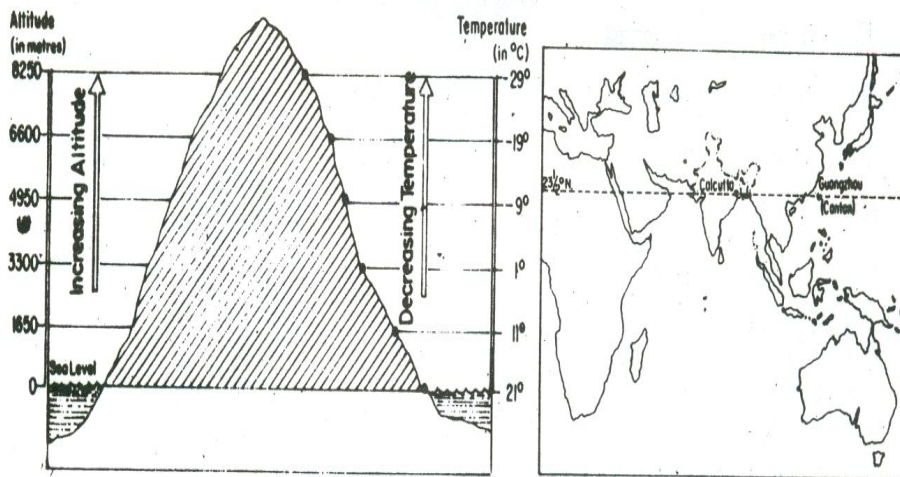 Altitude
(in metres)
8250
6600
4950
3300
1650
0
Increasing Altitude
Sea Level
Temperature
(in °C)
-29°
-19°
-9°
1°
11°
21°
Decreasing Temperature
23½°N.
Calcutta
Guangzhou
(Canton)